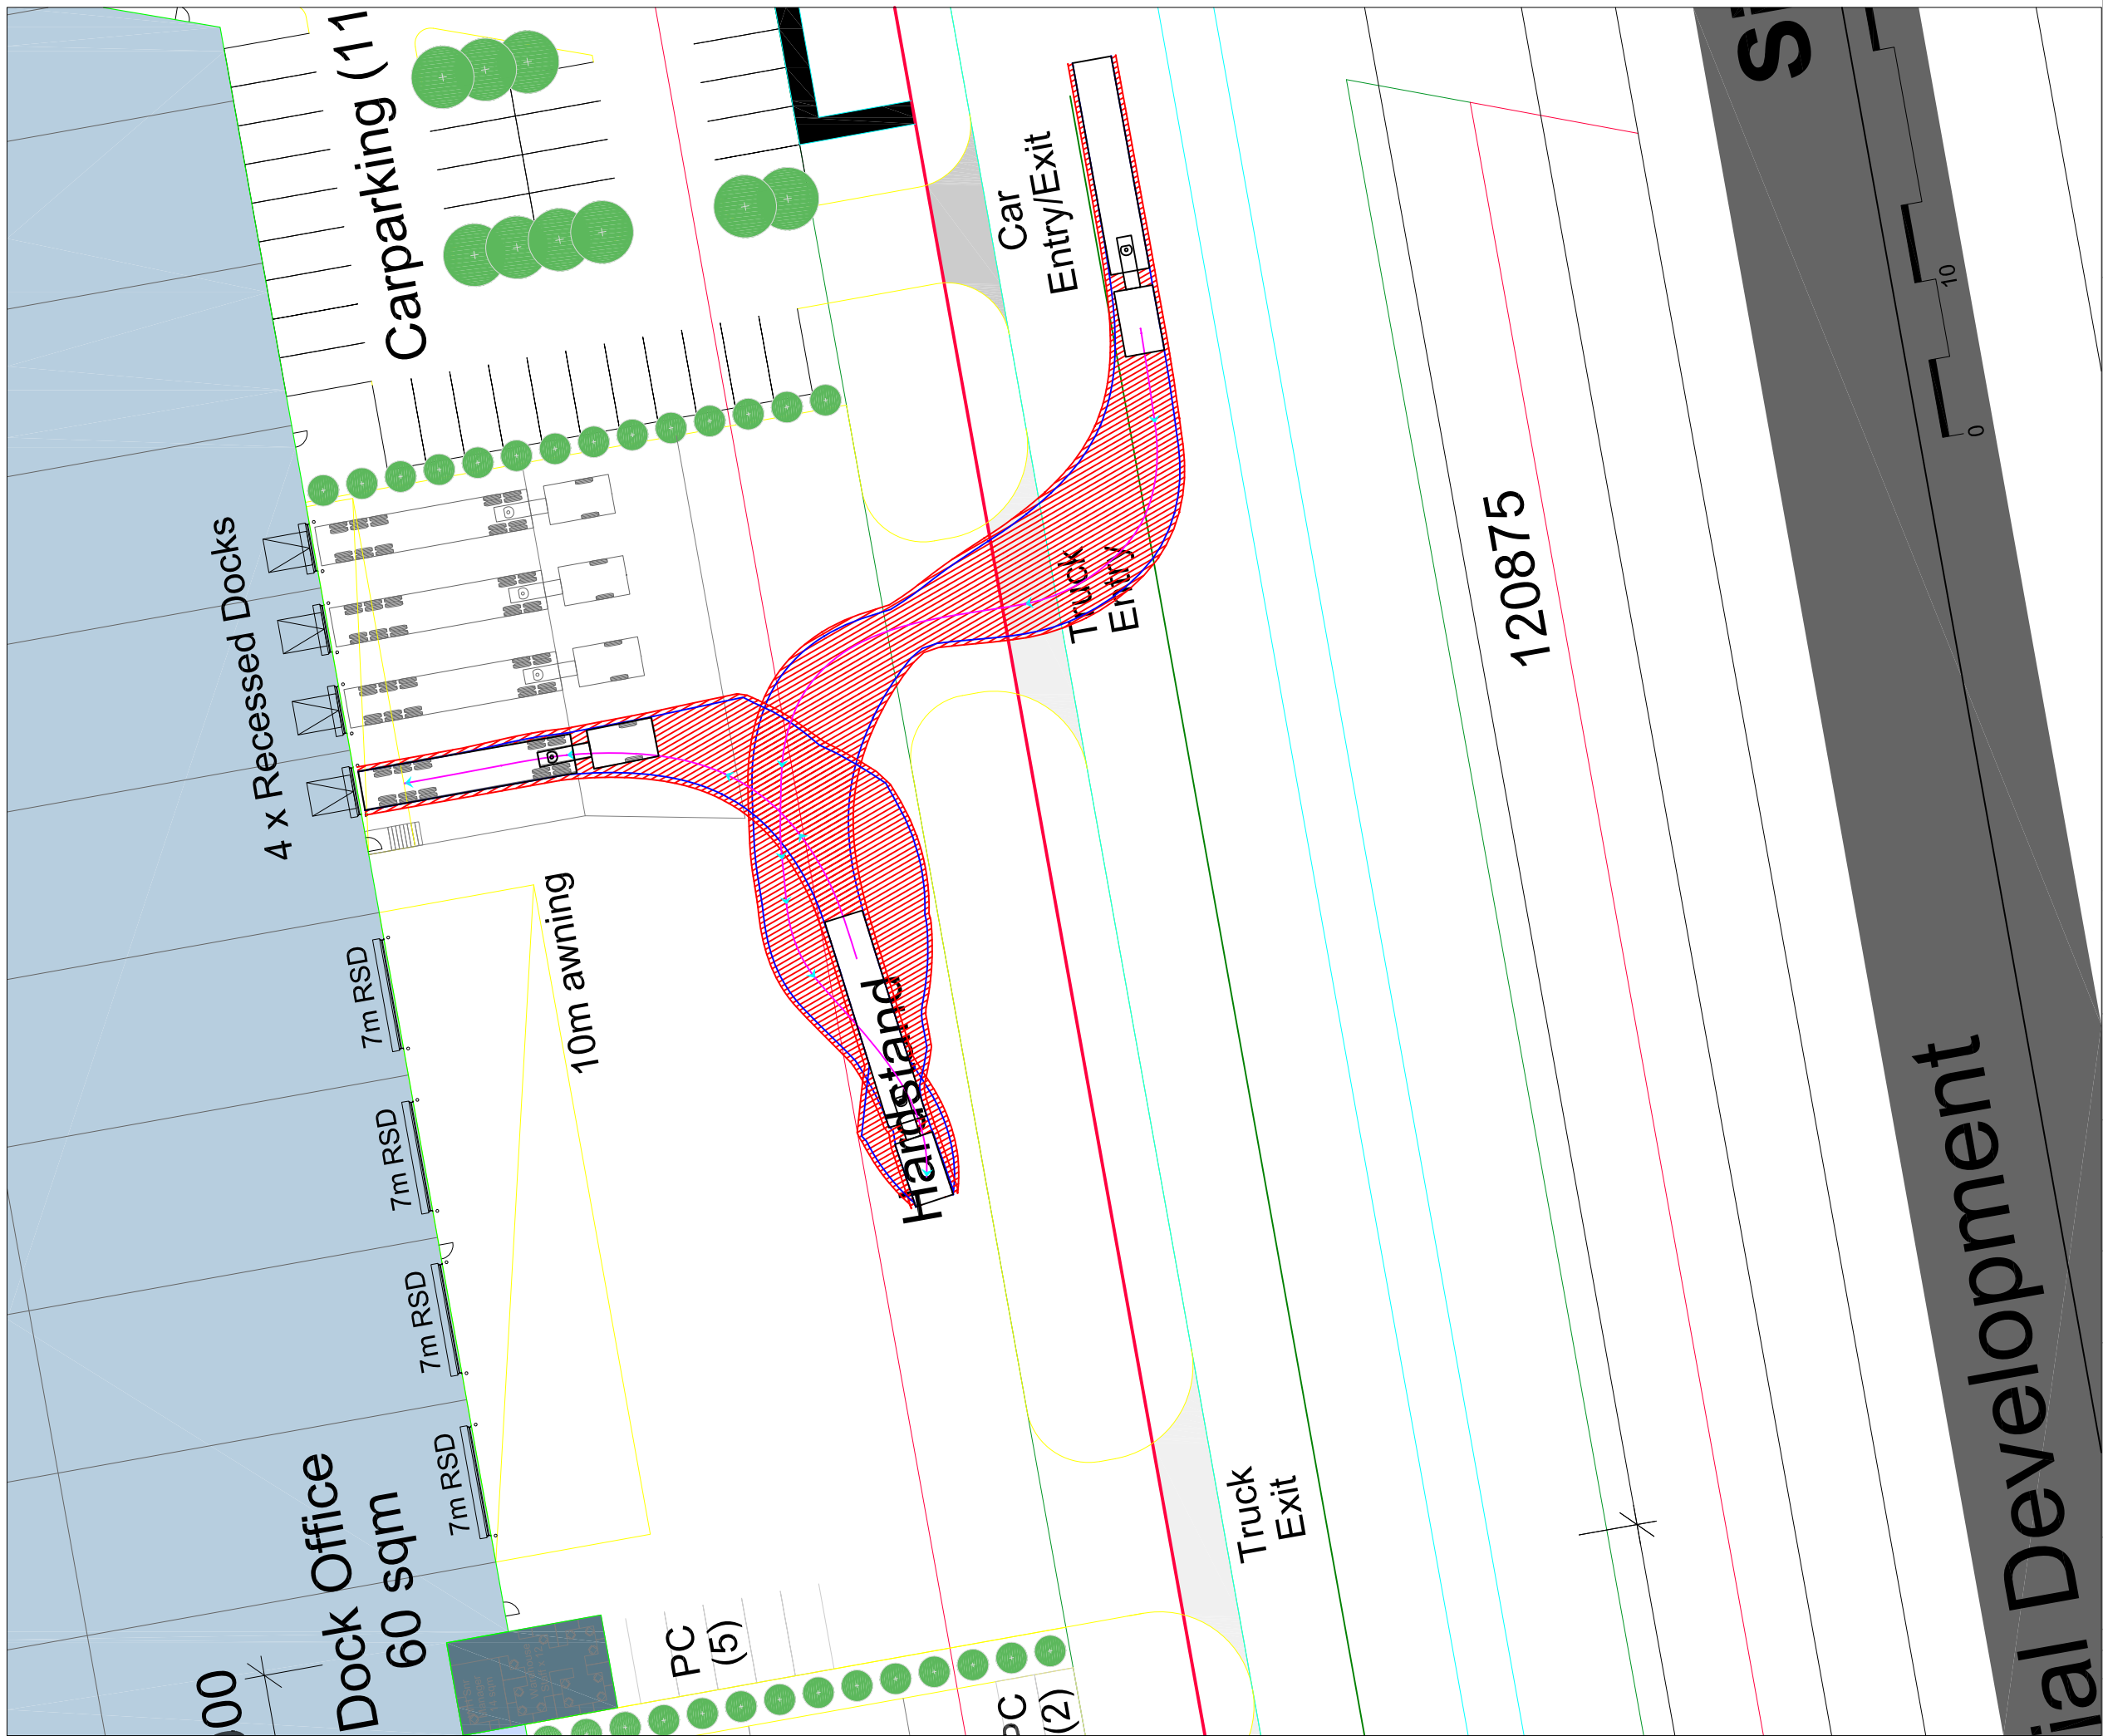 Carparking (11
Car
Entry/Exit
10
0
4 x Recessed Docks
Truck
Entry
120875
10m awning
7m RSD
7m RSD
7m RSD
7m RSD
Hardstand
Dock Office
60 sqm
Truck
Exit
PC
(5)
PC
(2)
ial Development